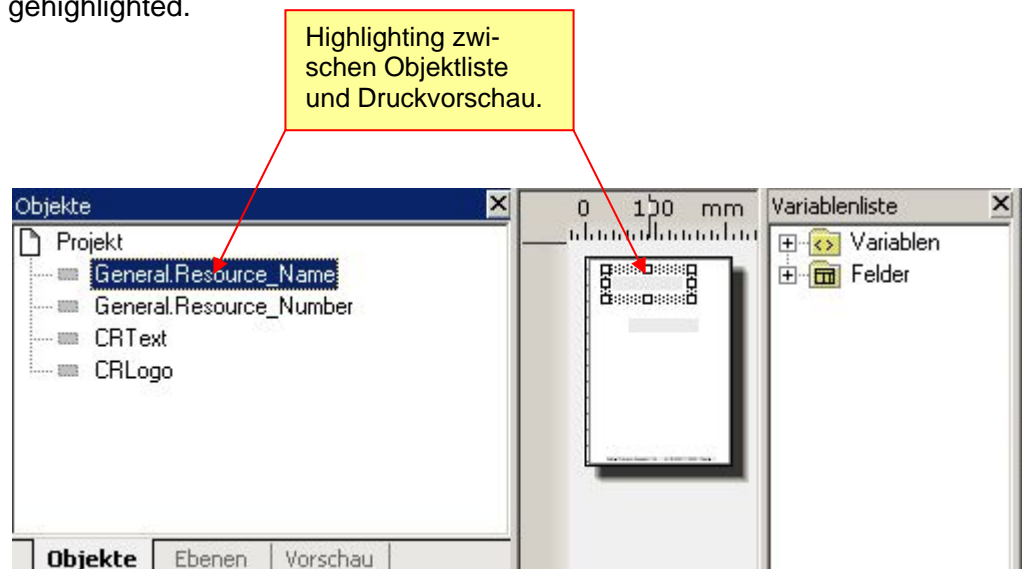 gehighlighted.
Highlighting zwi-
schen Objektliste
und Druckvorschau.
Objekte
Projekt
General.Resource_Name
General.Resource_Number
CRText
CRLogo
Objekte Ebenen Vorschau
0 100 mm
Variablenliste
Variablen
Felder